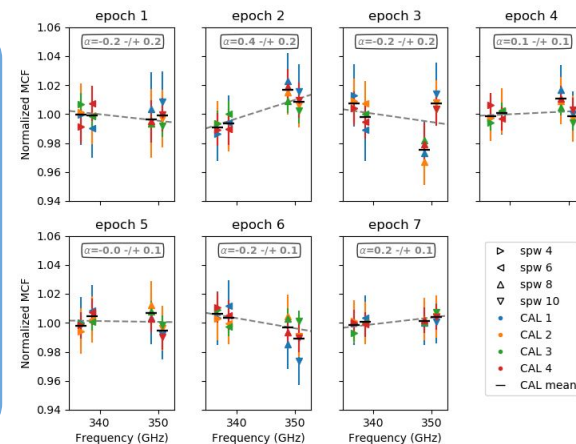 epoch 1
epoch 2
epoch 3
epoch 4
Normalized MCF
1.06
1.04
1.02
1.00
0.98
0.96
0.94
α=-0.2 -/+ 0.2
α=0.4 -/+ 0.2
α=-0.2 -/+ 0.2
α=0.1 -/+ 0.1
epoch 5
epoch 6
epoch 7
Normalized MCF
1.06
1.04
1.02
1.00
0.98
0.96
0.94
α=-0.0 -/+ 0.1
α=-0.2 -/+ 0.1
α=0.2 -/+ 0.1
340 350
340 350
340 350
Frequency (GHz)
Frequency (GHz)
Frequency (GHz)
spw 4
spw 6
spw 8
spw 10
CAL 1
CAL 2
CAL 3
CAL 4
CAL mean